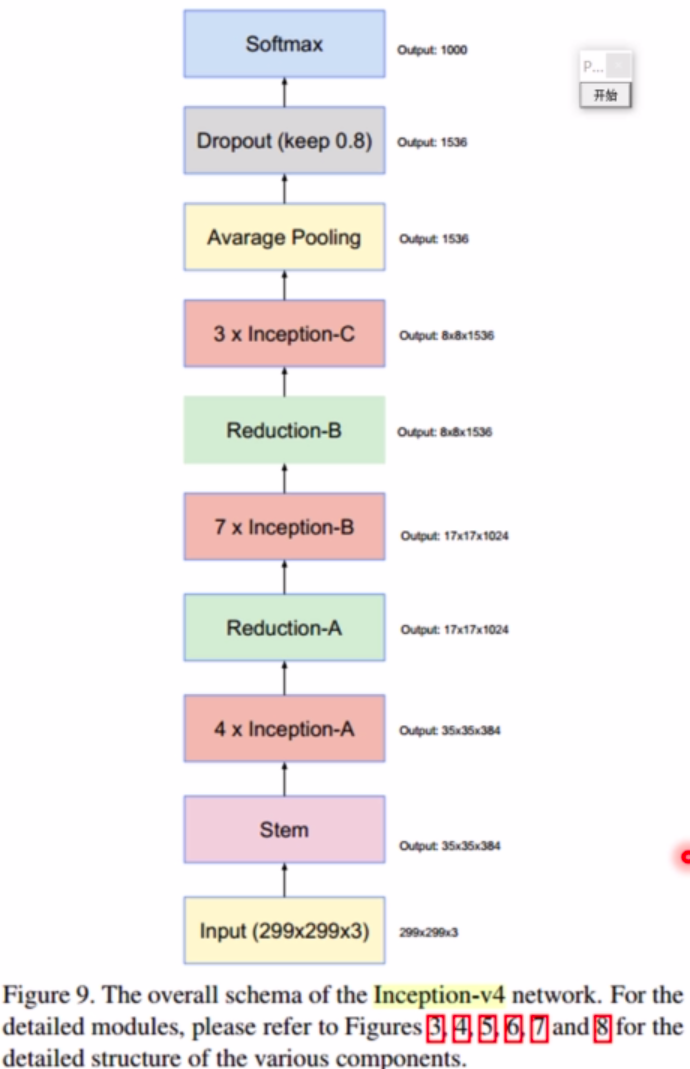 Softmax
Output: 1000
P...
开始
Dropout (keep 0.8)
Output: 1536
Avarage Pooling
Output: 1536
3 x Inception-C
Output: 8x8x1536
Reduction-B
Output: 8x8x1536
7 x Inception-B
Output: 17x17x1024
Reduction-A
Output: 17x17x1024
4 x Inception-A
Output: 35x35x384
Stem
Output: 35x35x384
Input (299x299x3)
299x299x3
Figure 9. The overall schema of the Inception-v4 network. For the
detailed modules, please refer to Figures 3, 4, 5, 6, 7 and 8 for the
detailed structure of the various components.